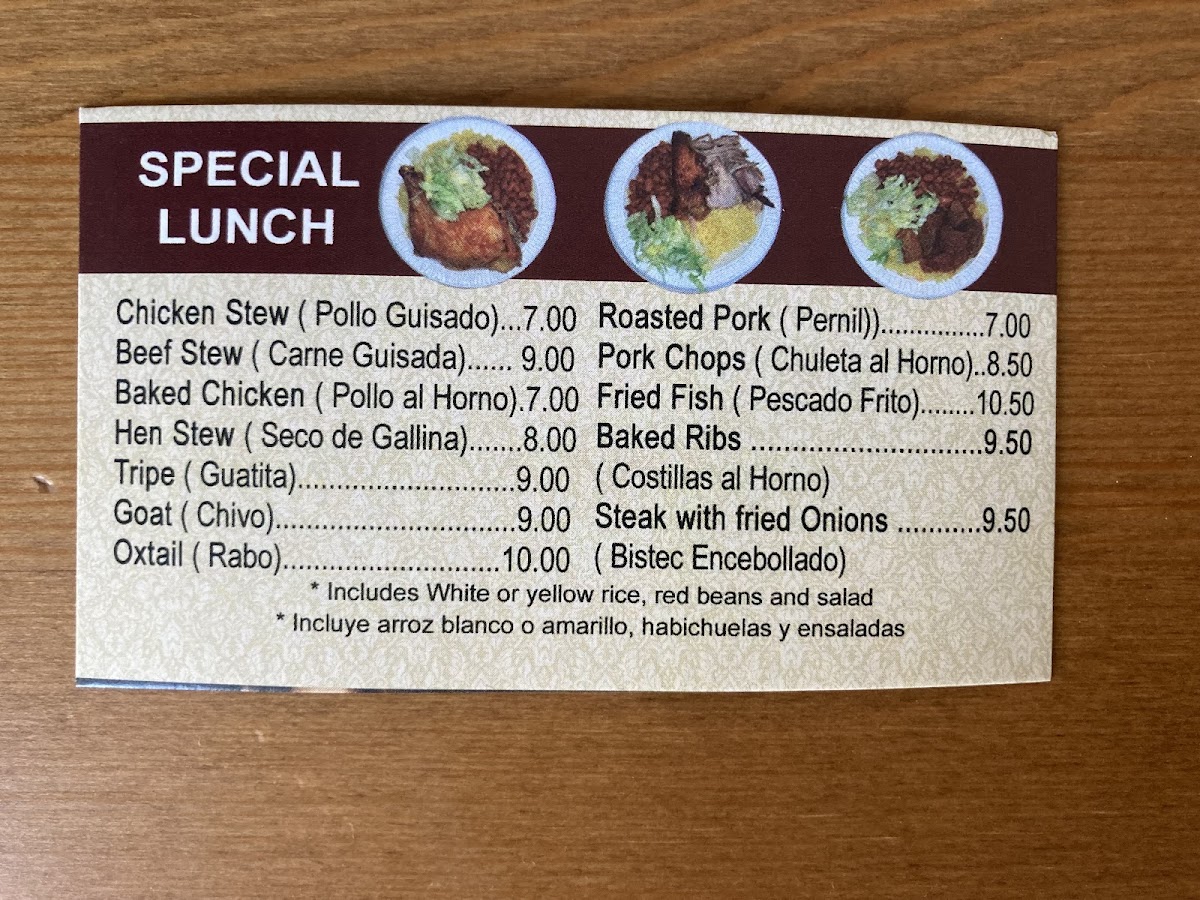 SPECIAL
LUNCH
Chicken Stew ( Pollo Guisado)...7.00
Beef Stew ( Carne Guisada)...... 9.00
Baked Chicken ( Pollo al Horno).7.00
Hen Stew ( Seco de Gallina).......8.00
Tripe ( Guatita)............................9.00
Goat ( Chivo)...............................9.00
Oxtail ( Rabo)............................10.00
Roasted Pork ( Pernil))...............7.00
Pork Chops ( Chuleta al Horno)..8.50
Fried Fish ( Pescado Frito)........10.50
Baked Ribs ............................9.50
( Costillas al Horno)
Steak with fried Onions ...........9.50
( Bistec Encebollado)
* Includes White or yellow rice, red beans and salad
* Incluye arroz blanco o amarillo, habichuelas y ensaladas